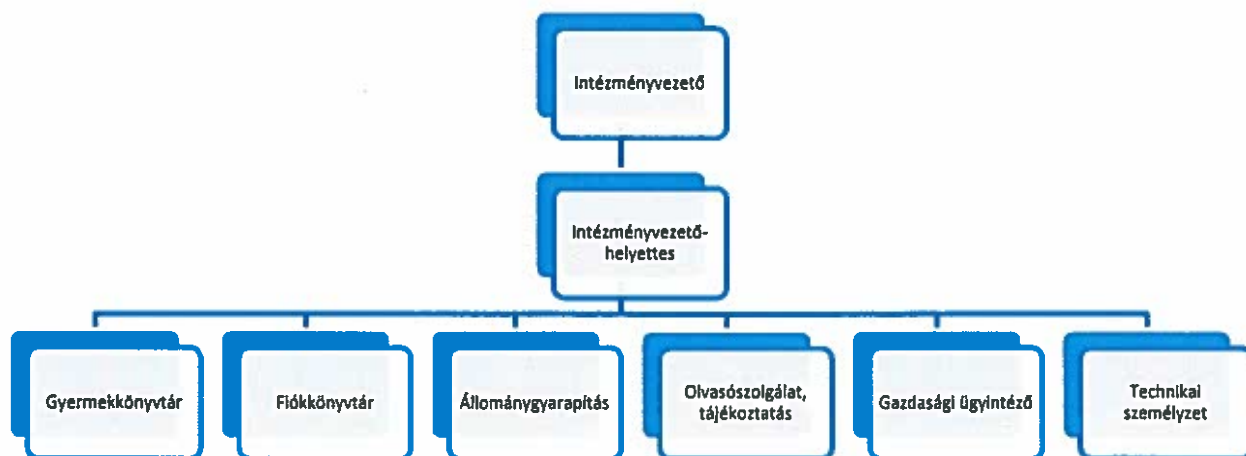 Intézményvezető
Intézményvezető-
helyettes
Gyermekkönyvtár
Fiókkönyvtár
Állománygyarapítás
Olvasószolgálat,
tájékoztatás
Gazdasági ügyintéző
Technikai
személyzet